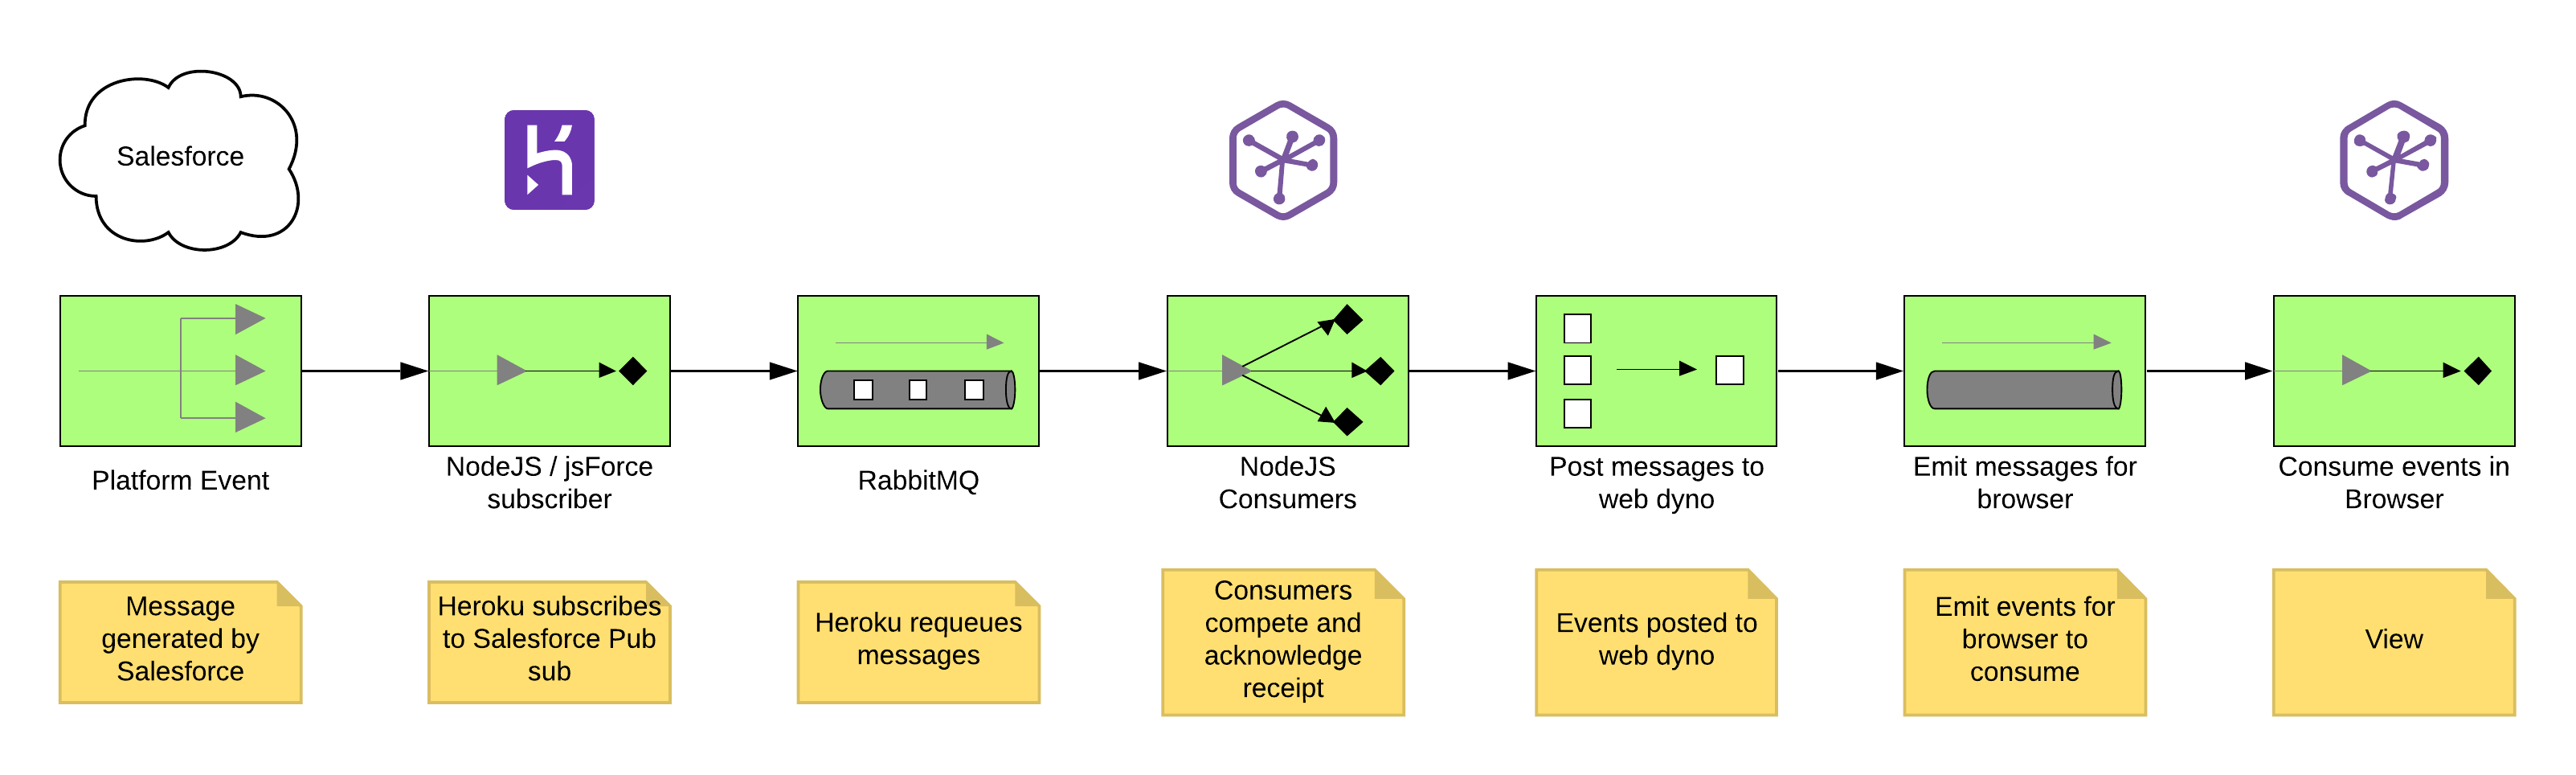 Salesforce
Platform Event
NodeJS / jsForce
subscriber
RabbitMQ
NodeJS
Consumers
Post messages to
web dyno
Emit messages for
browser
Consume events in
Browser
Message
generated by
Salesforce
Heroku subscribes
to Salesforce Pub
sub
Heroku requeues
messages
Consumers
compete and
acknowledge
receipt
Events posted to
web dyno
Emit events for
browser to
consume
View